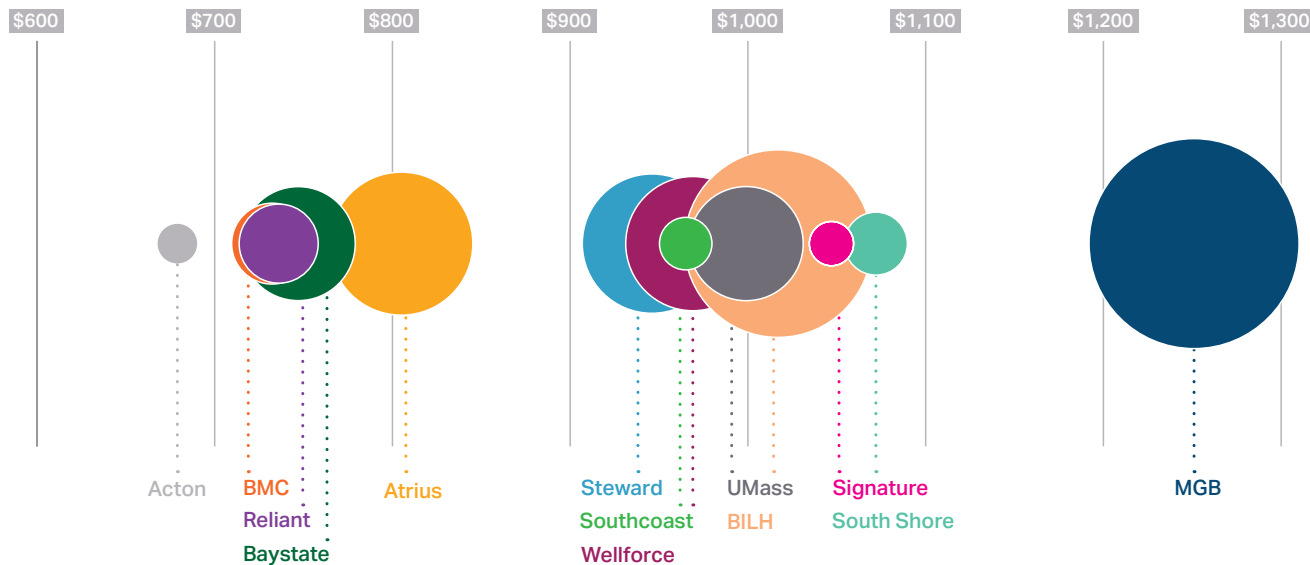 $600 $700 $800 $900 $1,000 $1,100 $1,200 $1,300
Acton BMC Atrius Steward UMass Signature MGB
Reliant Southcoast BILH South Shore
Baystate Wellforce